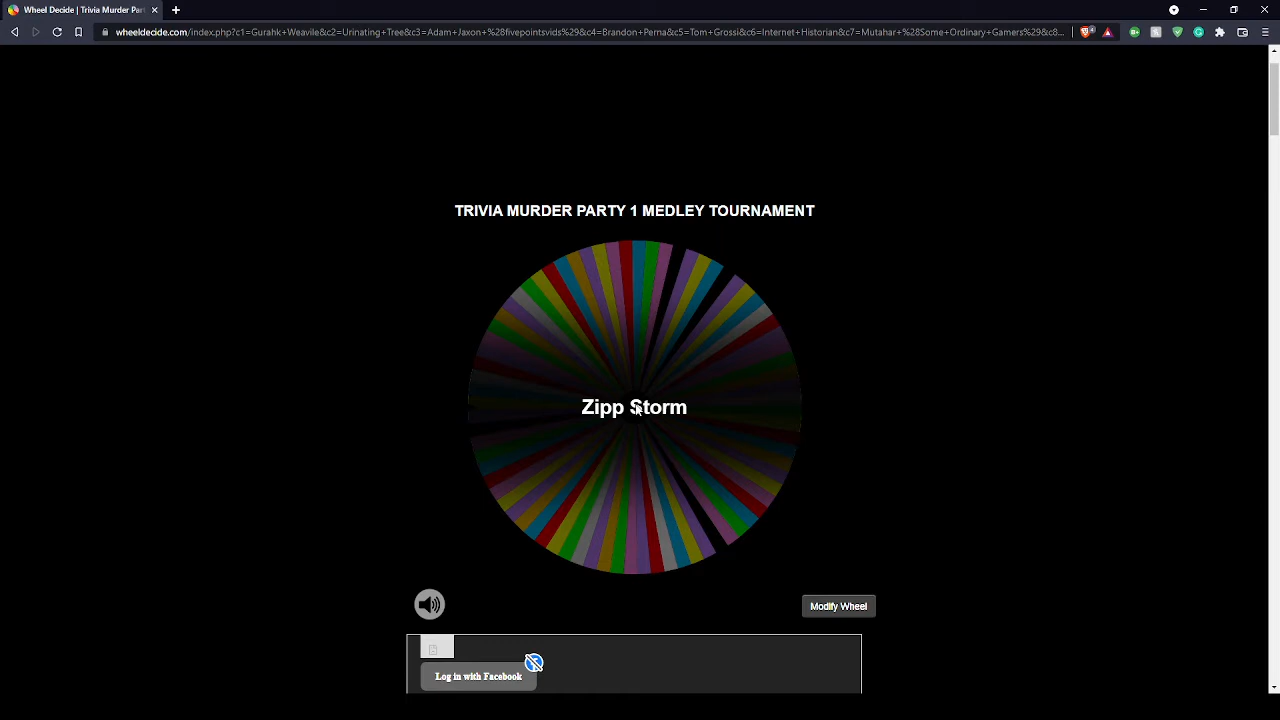 Wheel Decide | Trivia Murder Par
wheeldecide.com/index.php?c1=Gurahk+Weavile&c2=Urinating+Tree&c3=Adam+Jaxon+%28fivepointsvids%29&c4=Brandon+Perna&c5=Tom+Grossi&c6=Internet+Historian&c7=Mutahar+%28Some+Ordinary+Gamers%29&c8...
TRIVIA MURDER PARTY 1 MEDLEY TOURNAMENT
Zipp Storm
Modify Wheel
Log in with Facebook